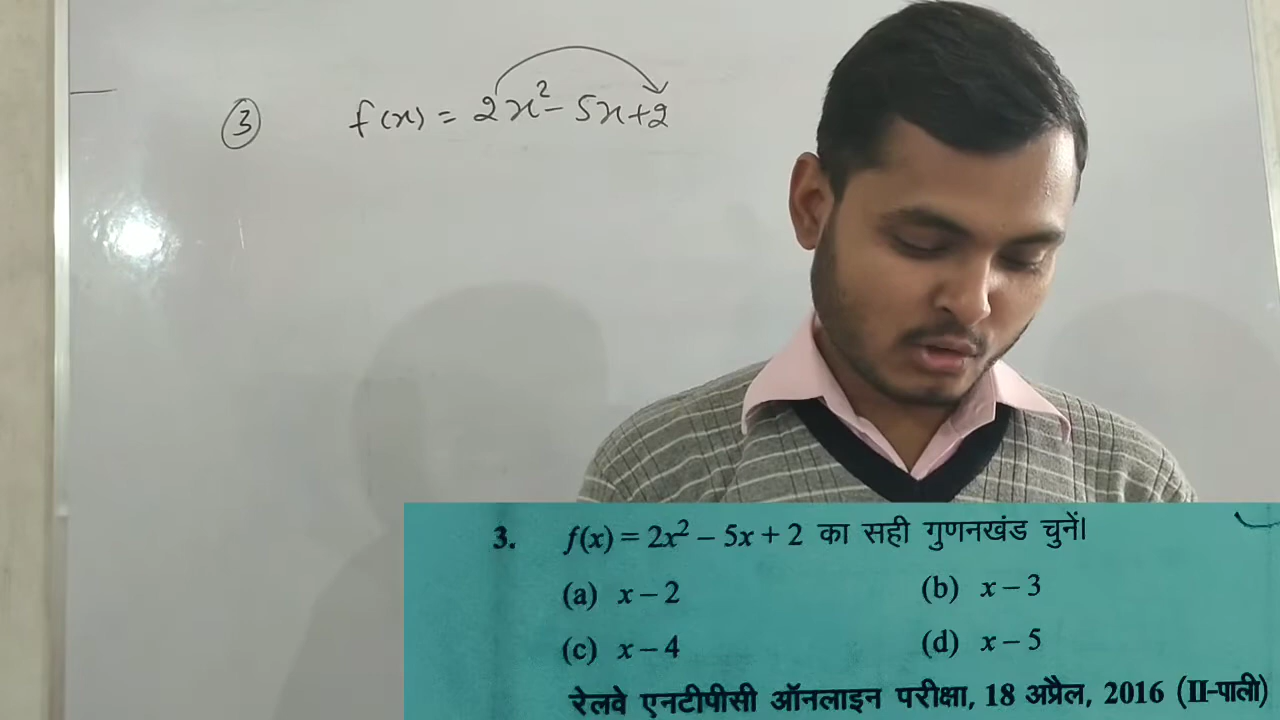 ③ f(x) = 2x² - 5x + 2
3. f(x) = 2x² – 5x + 2 का सही गुणनखंड चुनें।
(a) x – 2 (b) x – 3
(c) x – 4 (d) x – 5
रेलवे एनटीपीसी ऑनलाइन परीक्षा, 18 अप्रैल, 2016 (II-पाली)